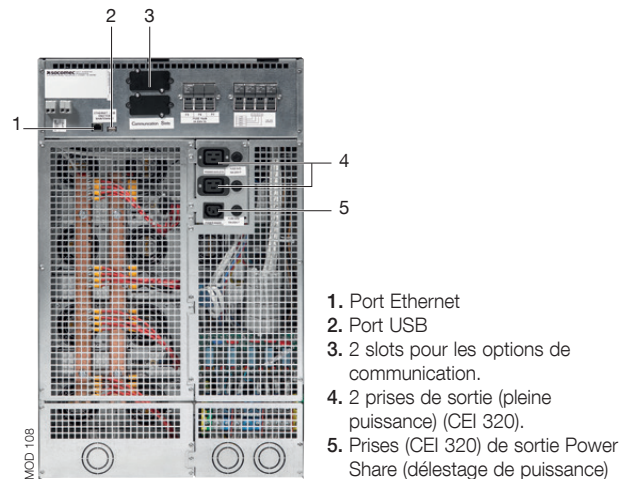 2
3
socomec
Communication Slots
1
4
5
MOD 108
1. Port Ethernet
2. Port USB
3. 2 slots pour les options de
communication.
4. 2 prises de sortie (pleine
puissance) (CEI 320).
5. Prises (CEI 320) de sortie Power
Share (délestage de puissance)